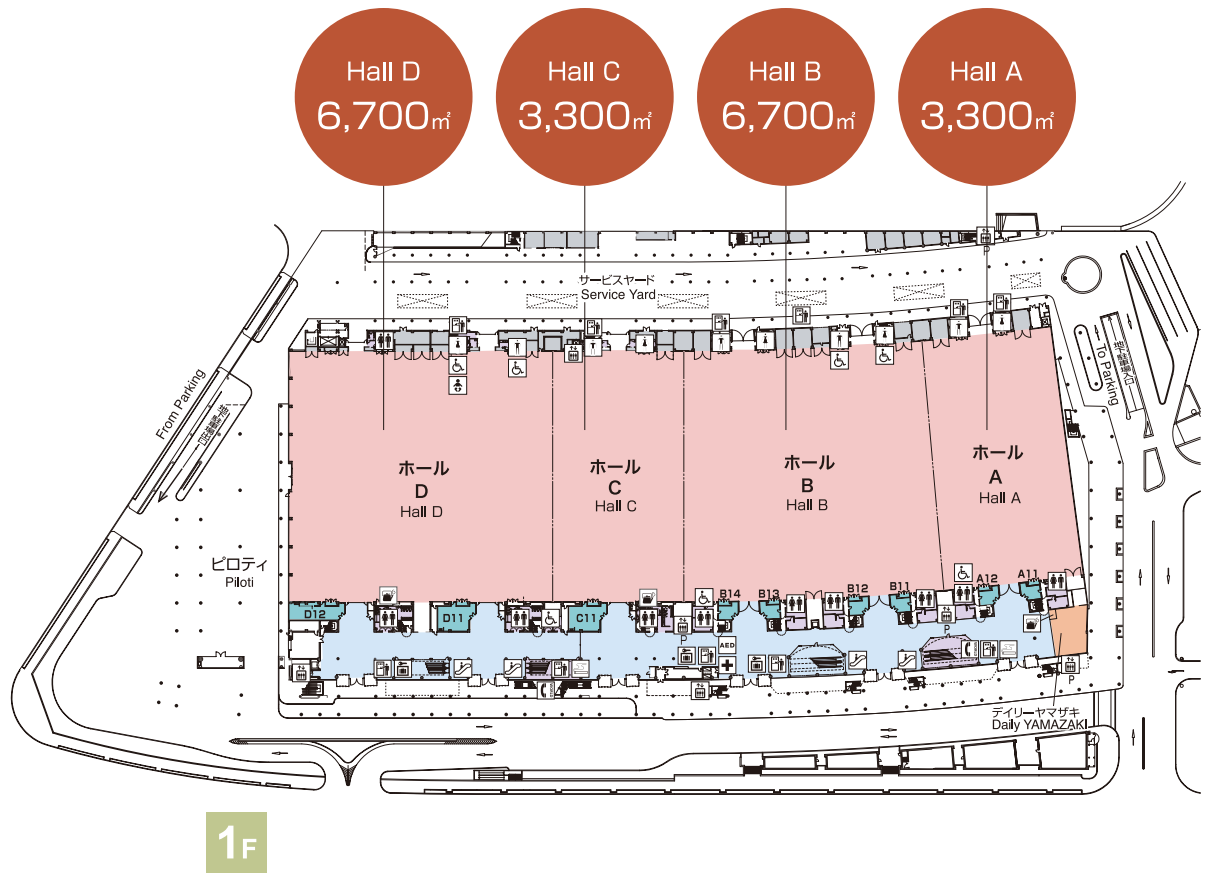 Hall D
6,700㎡
Hall C
3,300㎡
Hall B
6,700㎡
Hall A
3,300㎡
P
サービスヤード
Service Yard
To Parking
From Parking
ホール
D
Hall D
ホール
C
Hall C
ホール
B
Hall B
ホール
A
Hall A
ピロティ
Piloti
D12
D11
C11
B14
B13
B12
B11
A12
A11
P
P
AED
P
デイリーヤマザキ
Daily YAMAZAKI
1F